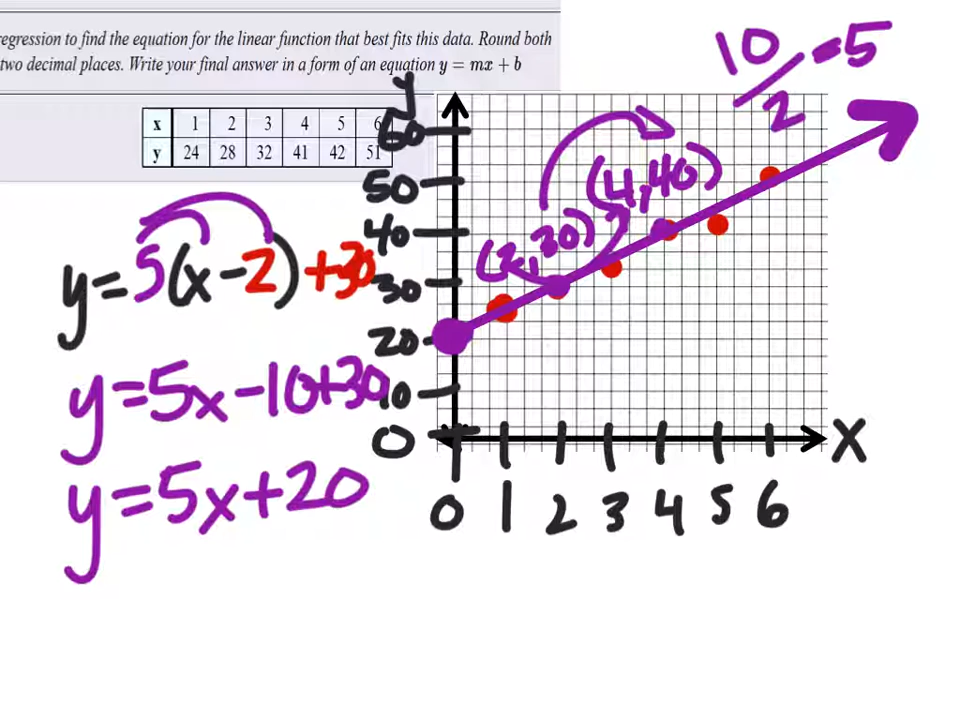 regression to find the equation for the linear function that best fits this data. Round both
two decimal places. Write your final answer in a form of an equation y = mx + b
x 1 2 3 4 5 6
y 24 28 32 41 42 51
10/2 = 5
y
60
50
40
30
20
10
0
(4,40)
(2,30)
0 1 2 3 4 5 6
X
y=5(x-2)+30
y=5x-10+30
y=5x+20